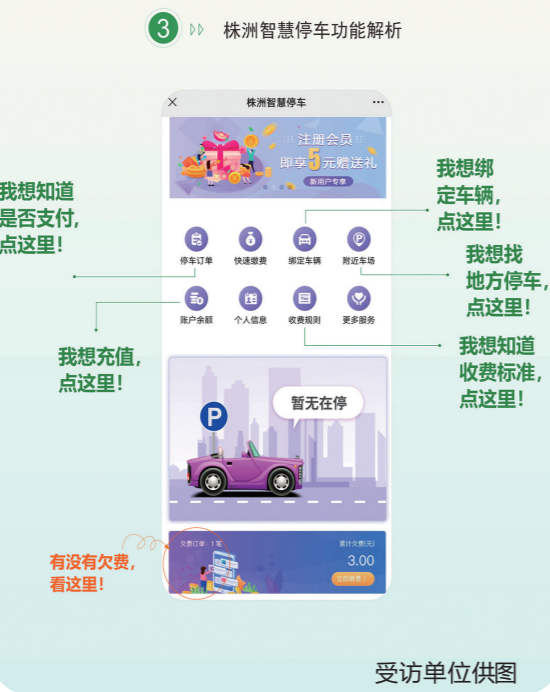 3 株洲智慧停车功能解析
株洲智慧停车
注册会员
即享5元赠送礼
新用户专享
我想知道
是否支付，
点这里！
我想绑
定车辆，
点这里！
停车订单 快速缴费 绑定车辆 附近车场
我想找
地方停车，
点这里！
账户余额 个人信息 收费规则 更多服务
我想充值，
点这里！
我想知道
收费标准，
点这里！
暂无在停
P
欠费订单：1 笔
累计欠费(元)
3.00
立即缴费
有没有欠费，
看这里！
受访单位供图